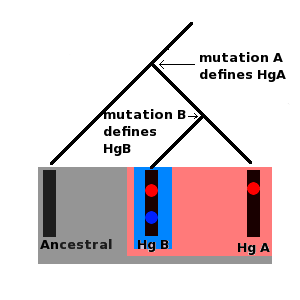 mutation A
defines HgA
mutation B
defines
HgB
Ancestral
Hg B
Hg A